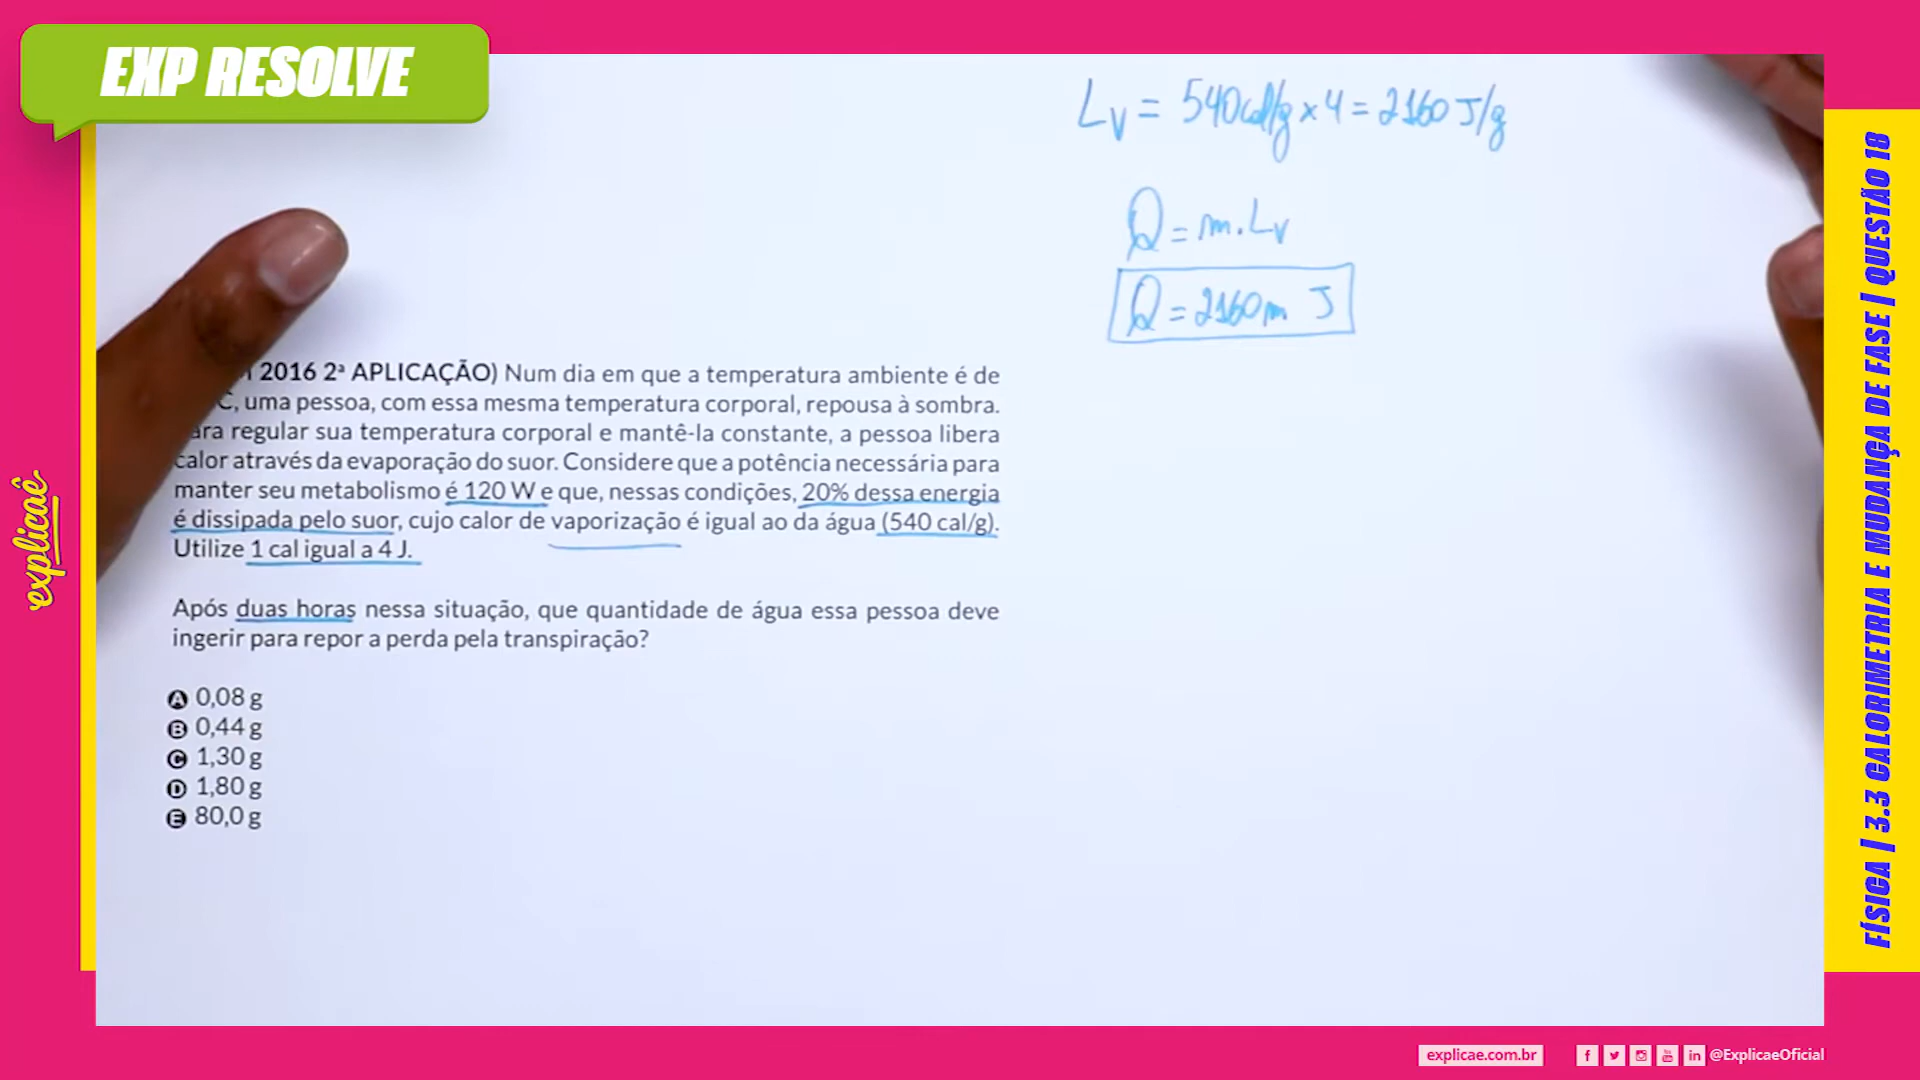 EXP RESOLVE
Lv = 540cal/g x 4 = 2160 J/g
Q = m.Lv
Q = 2160m J
2016 2ª APLICAÇÃO) Num dia em que a temperatura ambiente é de
C, uma pessoa, com essa mesma temperatura corporal, repousa à sombra.
ara regular sua temperatura corporal e mantê-la constante, a pessoa libera
calor através da evaporação do suor. Considere que a potência necessária para
manter seu metabolismo é 120 W e que, nessas condições, 20% dessa energia
é dissipada pelo suor, cujo calor de vaporização é igual ao da água (540 cal/g).
Utilize 1 cal igual a 4 J.
Após duas horas nessa situação, que quantidade de água essa pessoa deve
ingerir para repor a perda pela transpiração?
A 0,08 g
B 0,44 g
C 1,30 g
D 1,80 g
E 80,0 g
explicaê
FÍSICA | 3.3 CALORIMETRIA E MUDANÇA DE FASE | QUESTÃO 18
explicae.com.br
@ExplicaeOficial